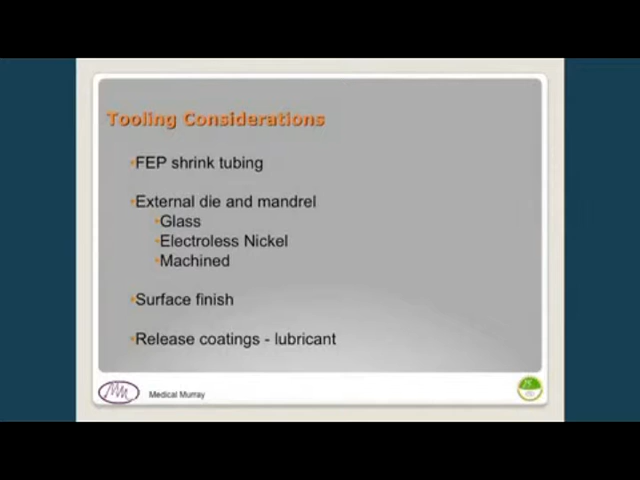 Tooling Considerations
•FEP shrink tubing
•External die and mandrel
•Glass
•Electroless Nickel
•Machined
•Surface finish
•Release coatings - lubricant
Medical Murray